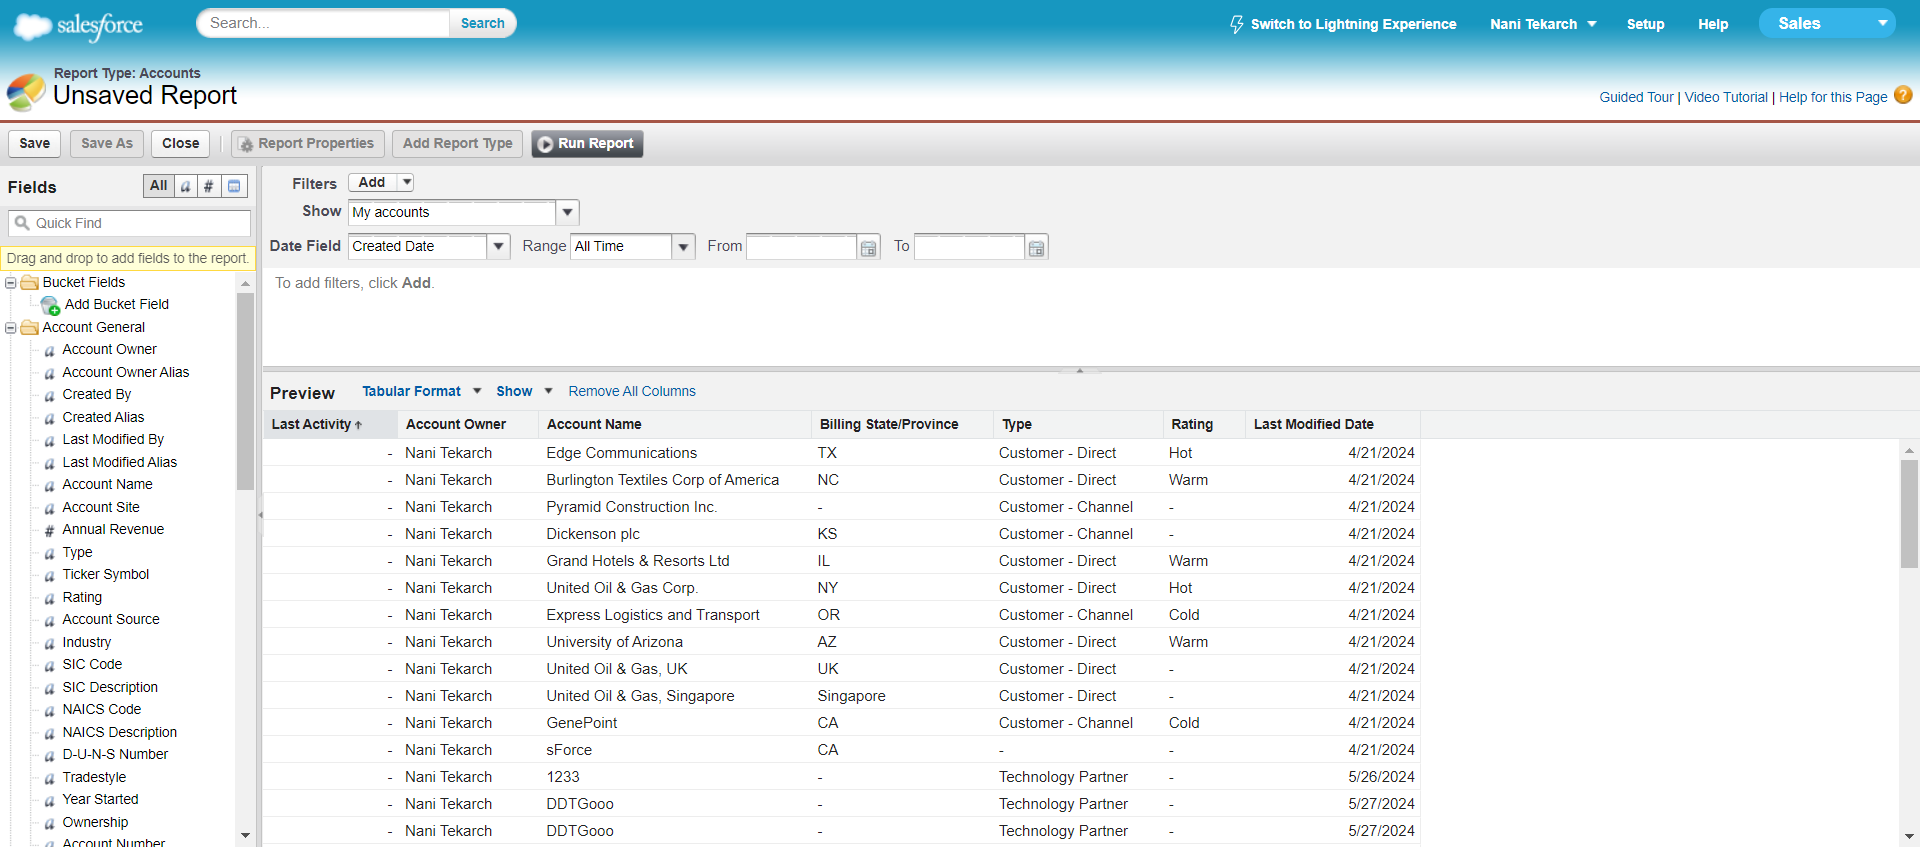 salesforce
Search...
Search
Switch to Lightning Experience
Nani Tekarch
Setup
Help
Sales
Report Type: Accounts
Unsaved Report
Guided Tour | Video Tutorial | Help for this Page ?
Save
Save As
Close
Report Properties
Add Report Type
Run Report
Fields
All a #
Quick Find
Drag and drop to add fields to the report.
Bucket Fields
Add Bucket Field
Account General
a Account Owner
a Account Owner Alias
a Created By
a Created Alias
a Last Modified By
a Last Modified Alias
a Account Name
a Account Site
# Annual Revenue
a Type
a Ticker Symbol
a Rating
a Account Source
a Industry
a SIC Code
a SIC Description
a NAICS Code
a NAICS Description
a D-U-N-S Number
a Tradestyle
a Year Started
a Ownership
a Account Number
Filters Add
Show My accounts
Date Field Created Date Range All Time From To
To add filters, click Add.
Preview Tabular Format Show Remove All Columns
Last Activity Account Owner Account Name Billing State/Province Type Rating Last Modified Date
- Nani Tekarch Edge Communications TX Customer - Direct Hot 4/21/2024
- Nani Tekarch Burlington Textiles Corp of America NC Customer - Direct Warm 4/21/2024
- Nani Tekarch Pyramid Construction Inc. - Customer - Channel - 4/21/2024
- Nani Tekarch Dickenson plc KS Customer - Channel - 4/21/2024
- Nani Tekarch Grand Hotels & Resorts Ltd IL Customer - Direct Warm 4/21/2024
- Nani Tekarch United Oil & Gas Corp. NY Customer - Direct Hot 4/21/2024
- Nani Tekarch Express Logistics and Transport OR Customer - Channel Cold 4/21/2024
- Nani Tekarch University of Arizona AZ Customer - Direct Warm 4/21/2024
- Nani Tekarch United Oil & Gas, UK UK Customer - Direct - 4/21/2024
- Nani Tekarch United Oil & Gas, Singapore Singapore Customer - Direct - 4/21/2024
- Nani Tekarch GenePoint CA Customer - Channel Cold 4/21/2024
- Nani Tekarch sForce CA - - 4/21/2024
- Nani Tekarch 1233 - Technology Partner - 5/26/2024
- Nani Tekarch DDTGooo - Technology Partner - 5/27/2024
- Nani Tekarch DDTGooo - Technology Partner - 5/27/2024